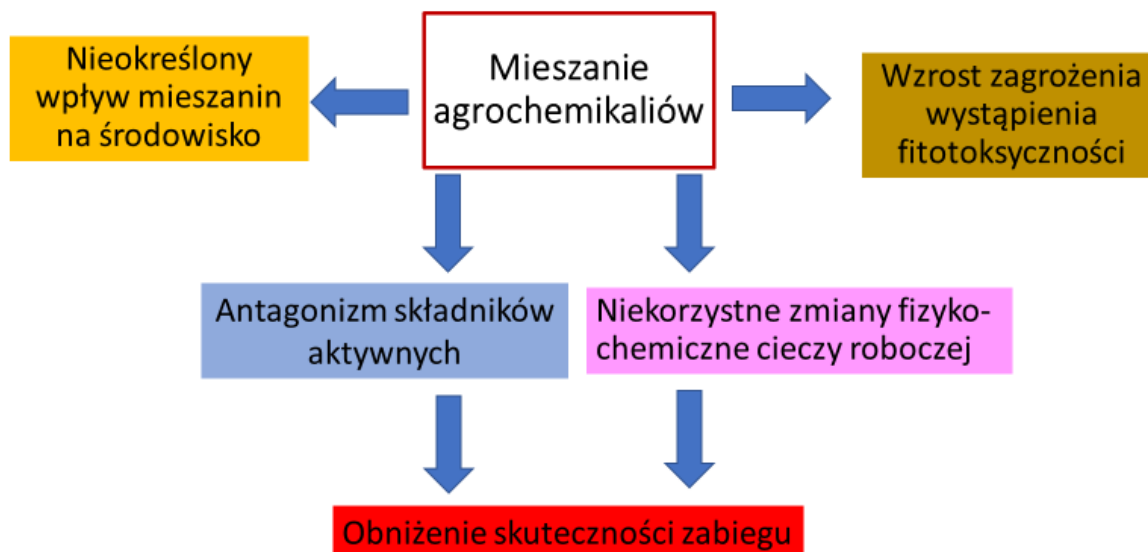 Nieokreślony
wpływ mieszanin
na środowisko
Mieszanie
agrochemikaliów
Wzrost zagrożenia
wystąpienia
fitotoksyczności
Antagonizm składników
aktywnych
Niekorzystne zmiany fizyko-
chemiczne cieczy roboczej
Obniżenie skuteczności zabiegu